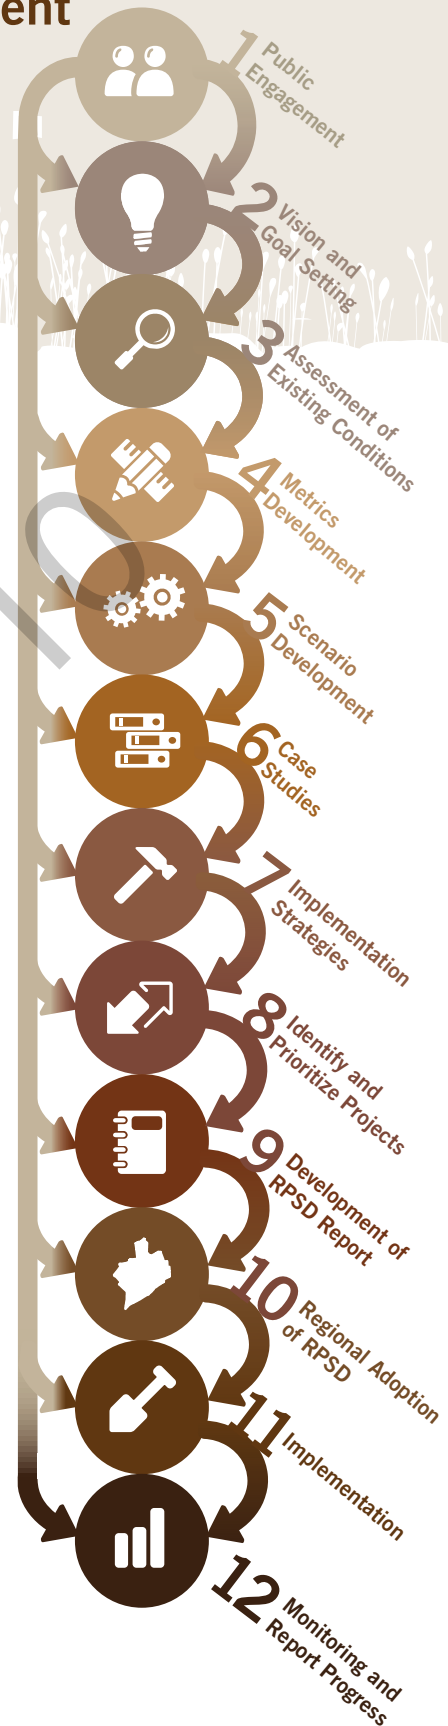 ent
1 Public
Engagement
2 Vision and
Goal Setting
3 Assessment of
Existing Conditions
4 Metrics
Development
5 Scenario
Development
6 Case
Studies
7 Implementation
Strategies
8 Identify and
Prioritize Projects
9 Development of
RPSD Report
10 Regional Adoption
of RPSD
11 Implementation
12 Monitoring and
Report Progress